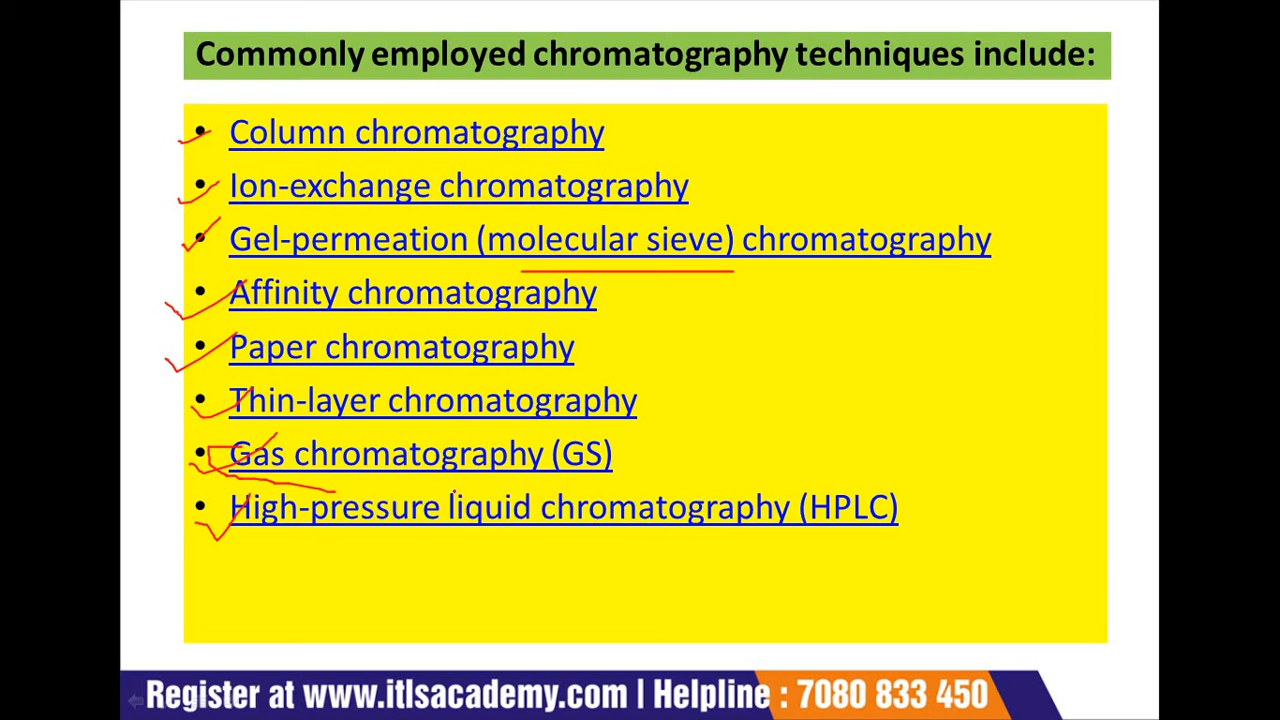 Commonly employed chromatography techniques include:
• Column chromatography
• Ion-exchange chromatography
• Gel-permeation (molecular sieve) chromatography
• Affinity chromatography
• Paper chromatography
• Thin-layer chromatography
• Gas chromatography (GS)
• High-pressure liquid chromatography (HPLC)
Register at www.itlsacademy.com | Helpline : 7080 833 450